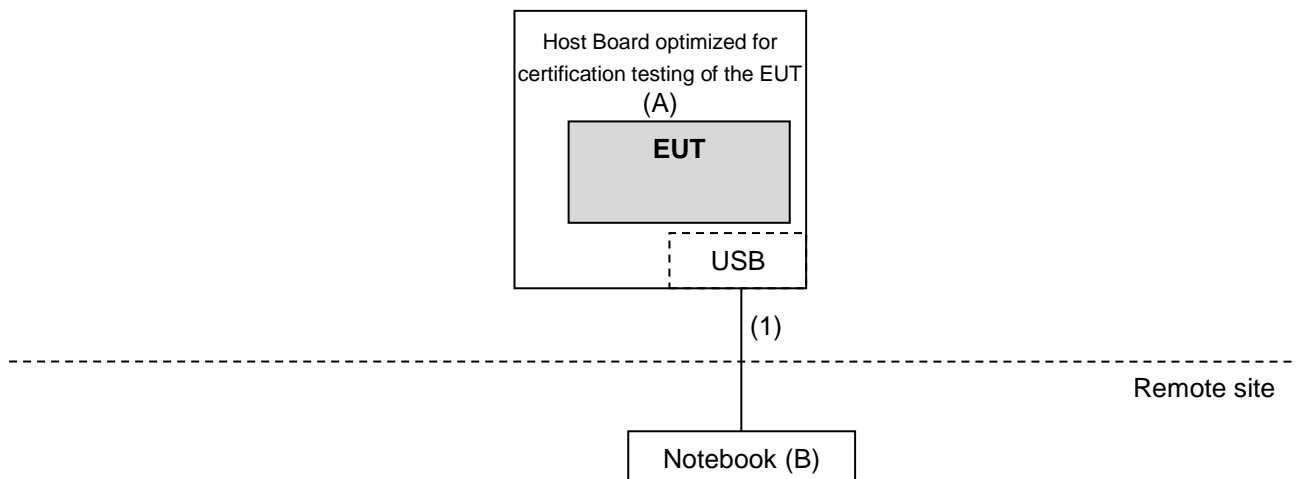 Host Board optimized for
certification testing of the EUT
(A)
EUT
USB
(1)
Remote site
Notebook (B)